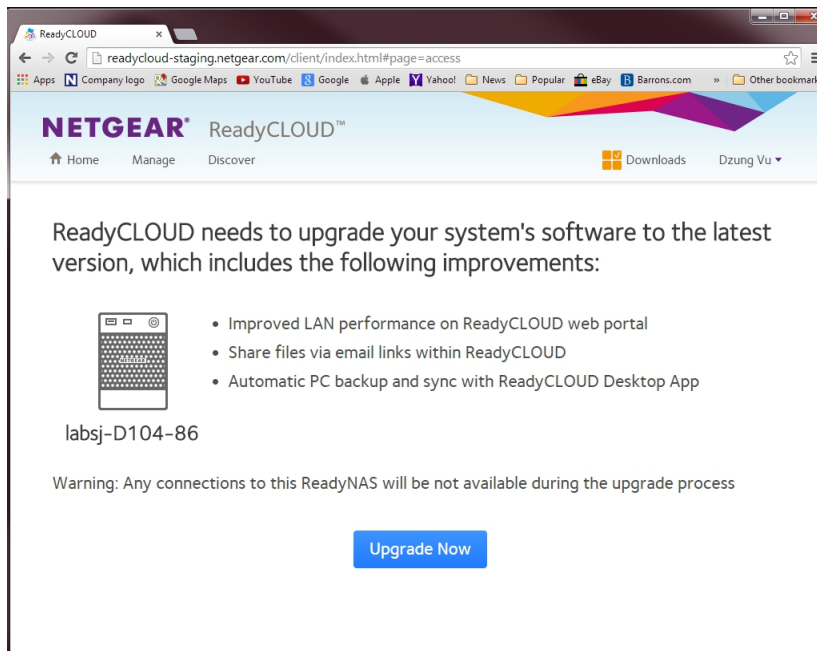 ReadyCLOUD
readycloud-staging.netgear.com/client/index.html#page=access
Apps Company logo Google Maps YouTube Google Apple Yahoo! News Popular eBay Barrons.com » Other bookmark
NETGEAR® ReadyCLOUD™
Home Manage Discover Downloads Dzung Vu
ReadyCLOUD needs to upgrade your system's software to the latest
version, which includes the following improvements:
• Improved LAN performance on ReadyCLOUD web portal
• Share files via email links within ReadyCLOUD
• Automatic PC backup and sync with ReadyCLOUD Desktop App
NETGEAR
labsj-D104-86
Warning: Any connections to this ReadyNAS will be not available during the upgrade process
Upgrade Now